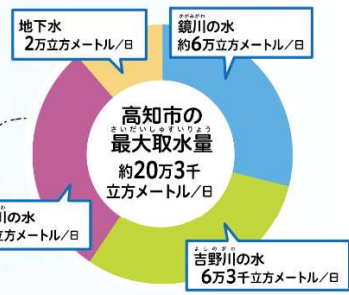 地下水
2万立方メートル/日
かがみがわ
鏡川の水
約6万立方メートル/日
高知市の
さいだいしゅすいりょう
最大取水量
約20万3千
立方メートル/日
川の水
立方メートル/日
よしのがわ
吉野川の水
6万3千立方メートル/日